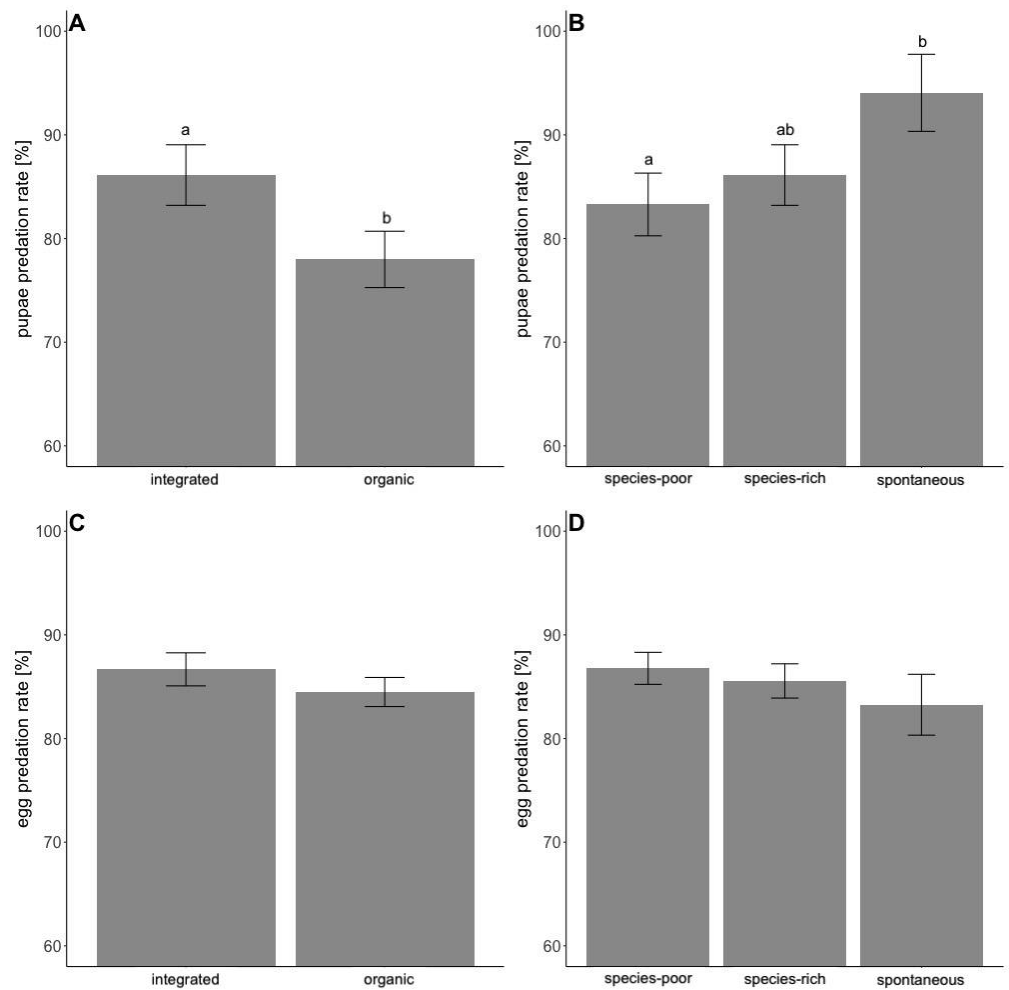 A
100
90
80
70
60
pupae predation rate [%]
a
b
integrated organic
B
100
90
80
70
60
pupae predation rate [%]
a
ab
b
species-poor species-rich spontaneous
C
100
90
80
70
60
egg predation rate [%]
integrated organic
D
100
90
80
70
60
egg predation rate [%]
species-poor species-rich spontaneous